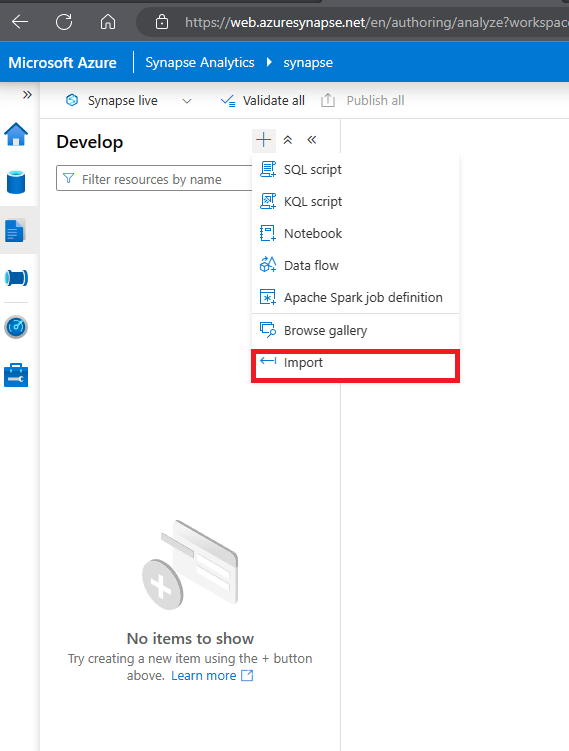 https://web.azuresynapse.net/en/authoring/analyze?workspac
Microsoft Azure Synapse Analytics synapse
Synapse live Validate all Publish all
Develop
Filter resources by name
SQL script
KQL script
Notebook
Data flow
Apache Spark job definition
Browse gallery
Import
No items to show
Try creating a new item using the + button
above. Learn more